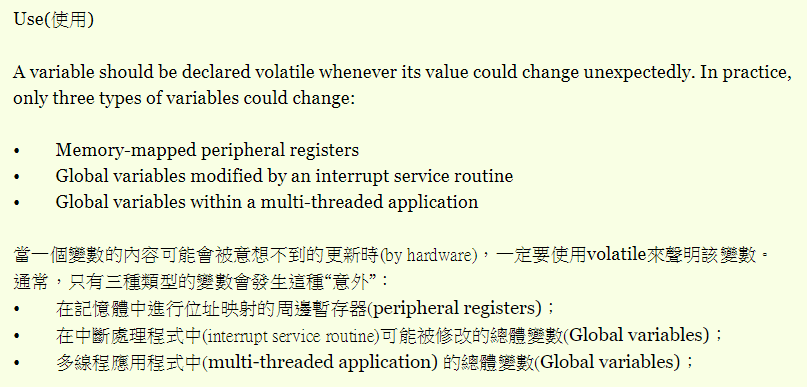 Use(使用)
A variable should be declared volatile whenever its value could change unexpectedly. In practice,
only three types of variables could change:
• Memory-mapped peripheral registers
• Global variables modified by an interrupt service routine
• Global variables within a multi-threaded application
當一個變數的內容可能會被意想不到的更新時(by hardware)，一定要使用volatile來聲明該變數。
通常，只有三種類型的變數會發生這種“意外”：
• 在記憶體中進行位址映射的周邊暫存器(peripheral registers)；
• 在中斷處理程式中(interrupt service routine)可能被修改的總體變數(Global variables)；
• 多線程應用程式中(multi-threaded application) 的總體變數(Global variables)；